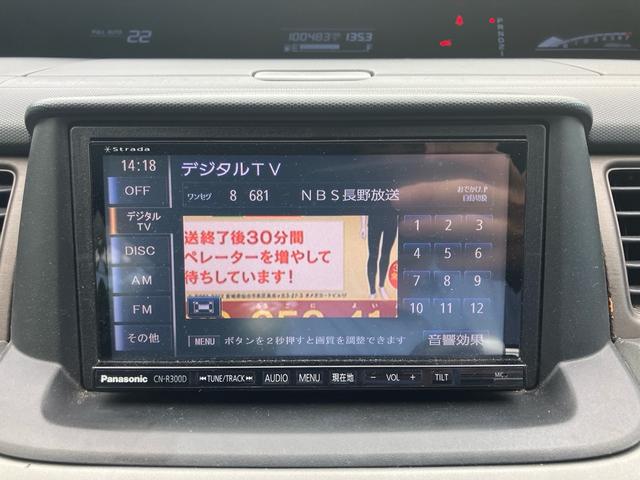 FULL AUTO 22
100483 135.3
E F
P R N D 2 1
Strada
14:18 デジタルTV
OFF
ワンセグ 8 681 NBS長野放送
おでかけ.P
自動切換
デジタル
TV
DISC
AM
FM
その他
送終了後30分間
ペレーターを増やして
待ちしています!
1 2 3
4 5 6
7 8 9
10 11 12
MENU ボタンを2秒押すと画質を調整できます 音響効果
Panasonic CN-R300D TUNE/TRACK AUDIO MENU 現在地 − VOL + TILT MIC